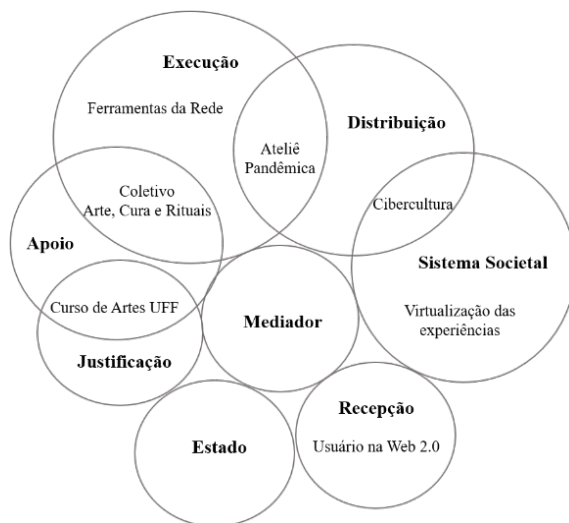 Execução
Ferramentas da Rede
Distribuição
Ateliê
Pandêmica
Coletivo
Arte, Cura e Rituais
Cibercultura
Apoio
Sistema Societal
Curso de Artes UFF
Mediador
Virtualização das
experiências
Justificação
Recepção
Estado
Usuário na Web 2.0